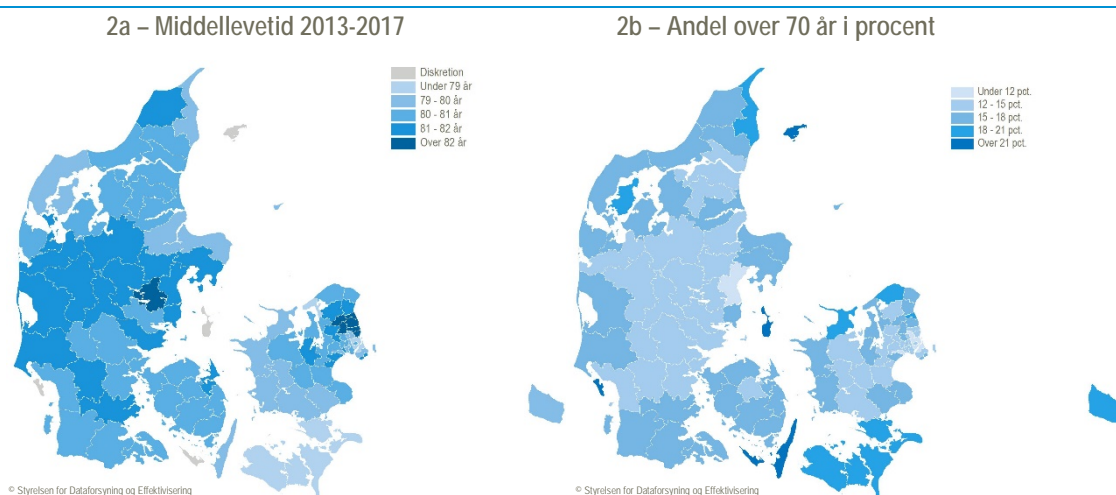 2a – Middellevetid 2013-2017
Diskretion
Under 79 år
79 - 80 år
80 - 81 år
81 - 82 år
Over 82 år
© Styrelsen for Dataforsyning og Effektivisering
2b – Andel over 70 år i procent
Under 12 pct.
12 - 15 pct.
15 - 18 pct.
18 - 21 pct.
Over 21 pct.
© Styrelsen for Dataforsyning og Effektivisering